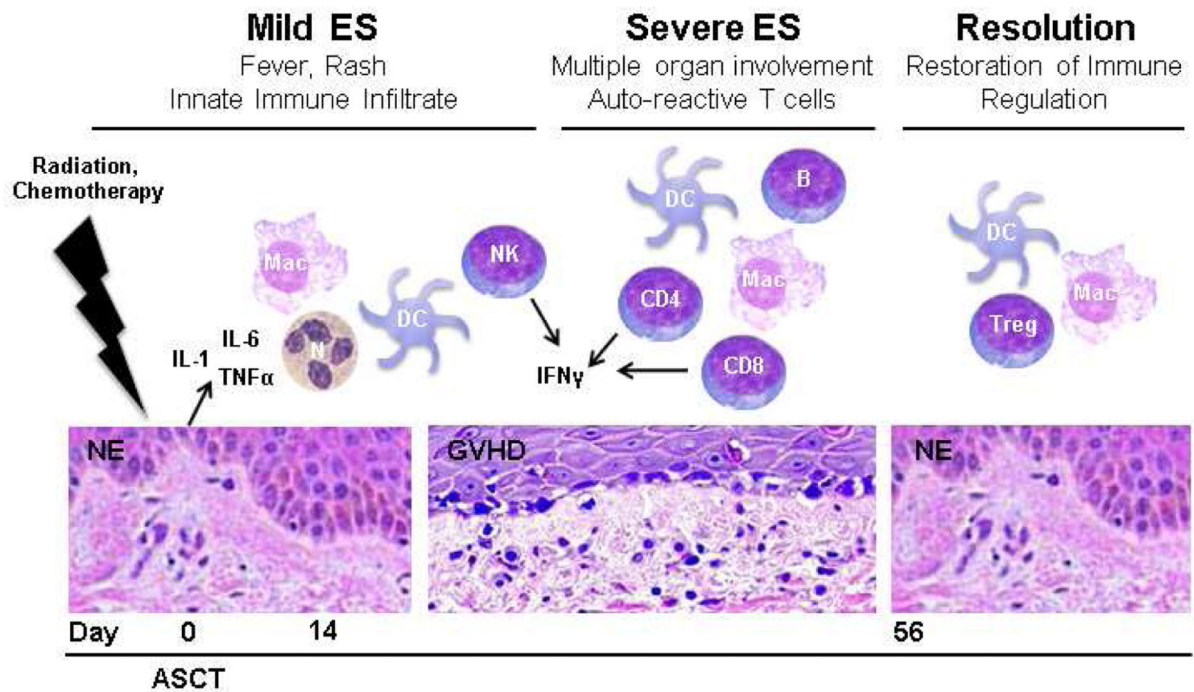 Mild ES
Fever, Rash
Innate Immune Infiltrate
Severe ES
Multiple organ involvement
Auto-reactive T cells
Resolution
Restoration of Immune
Regulation
Radiation,
Chemotherapy
Mac
DC
N
IL-6
IL-1
TNFα
NK
DC
B
Mac
CD4
CD8
IFNγ
DC
Mac
Treg
NE
GVHD
NE
Day 0 14 56
ASCT